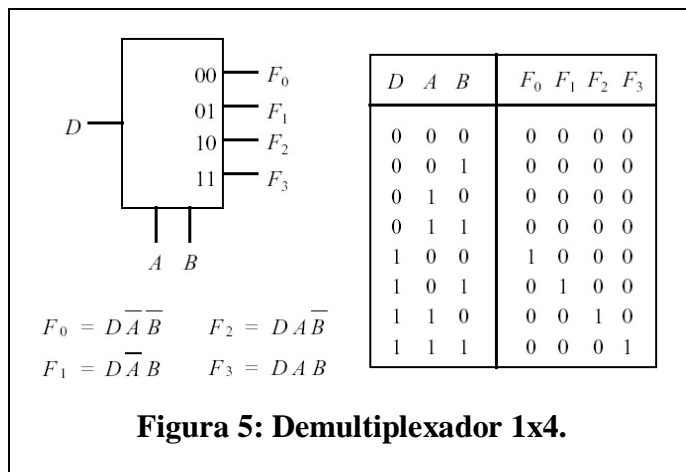 00 F₀
01 F₁
D
10 F₂
11 F₃
A B
F₀ = D A̅ B̅ F₂ = D A B̅
F₁ = D A̅ B F₃ = D A B
D A B F₀ F₁ F₂ F₃
0 0 0 0 0 0 0
0 0 1 0 0 0 0
0 1 0 0 0 0 0
0 1 1 0 0 0 0
1 0 0 1 0 0 0
1 0 1 0 1 0 0
1 1 0 0 0 1 0
1 1 1 0 0 0 1
Figura 5: Demultiplexador 1x4.